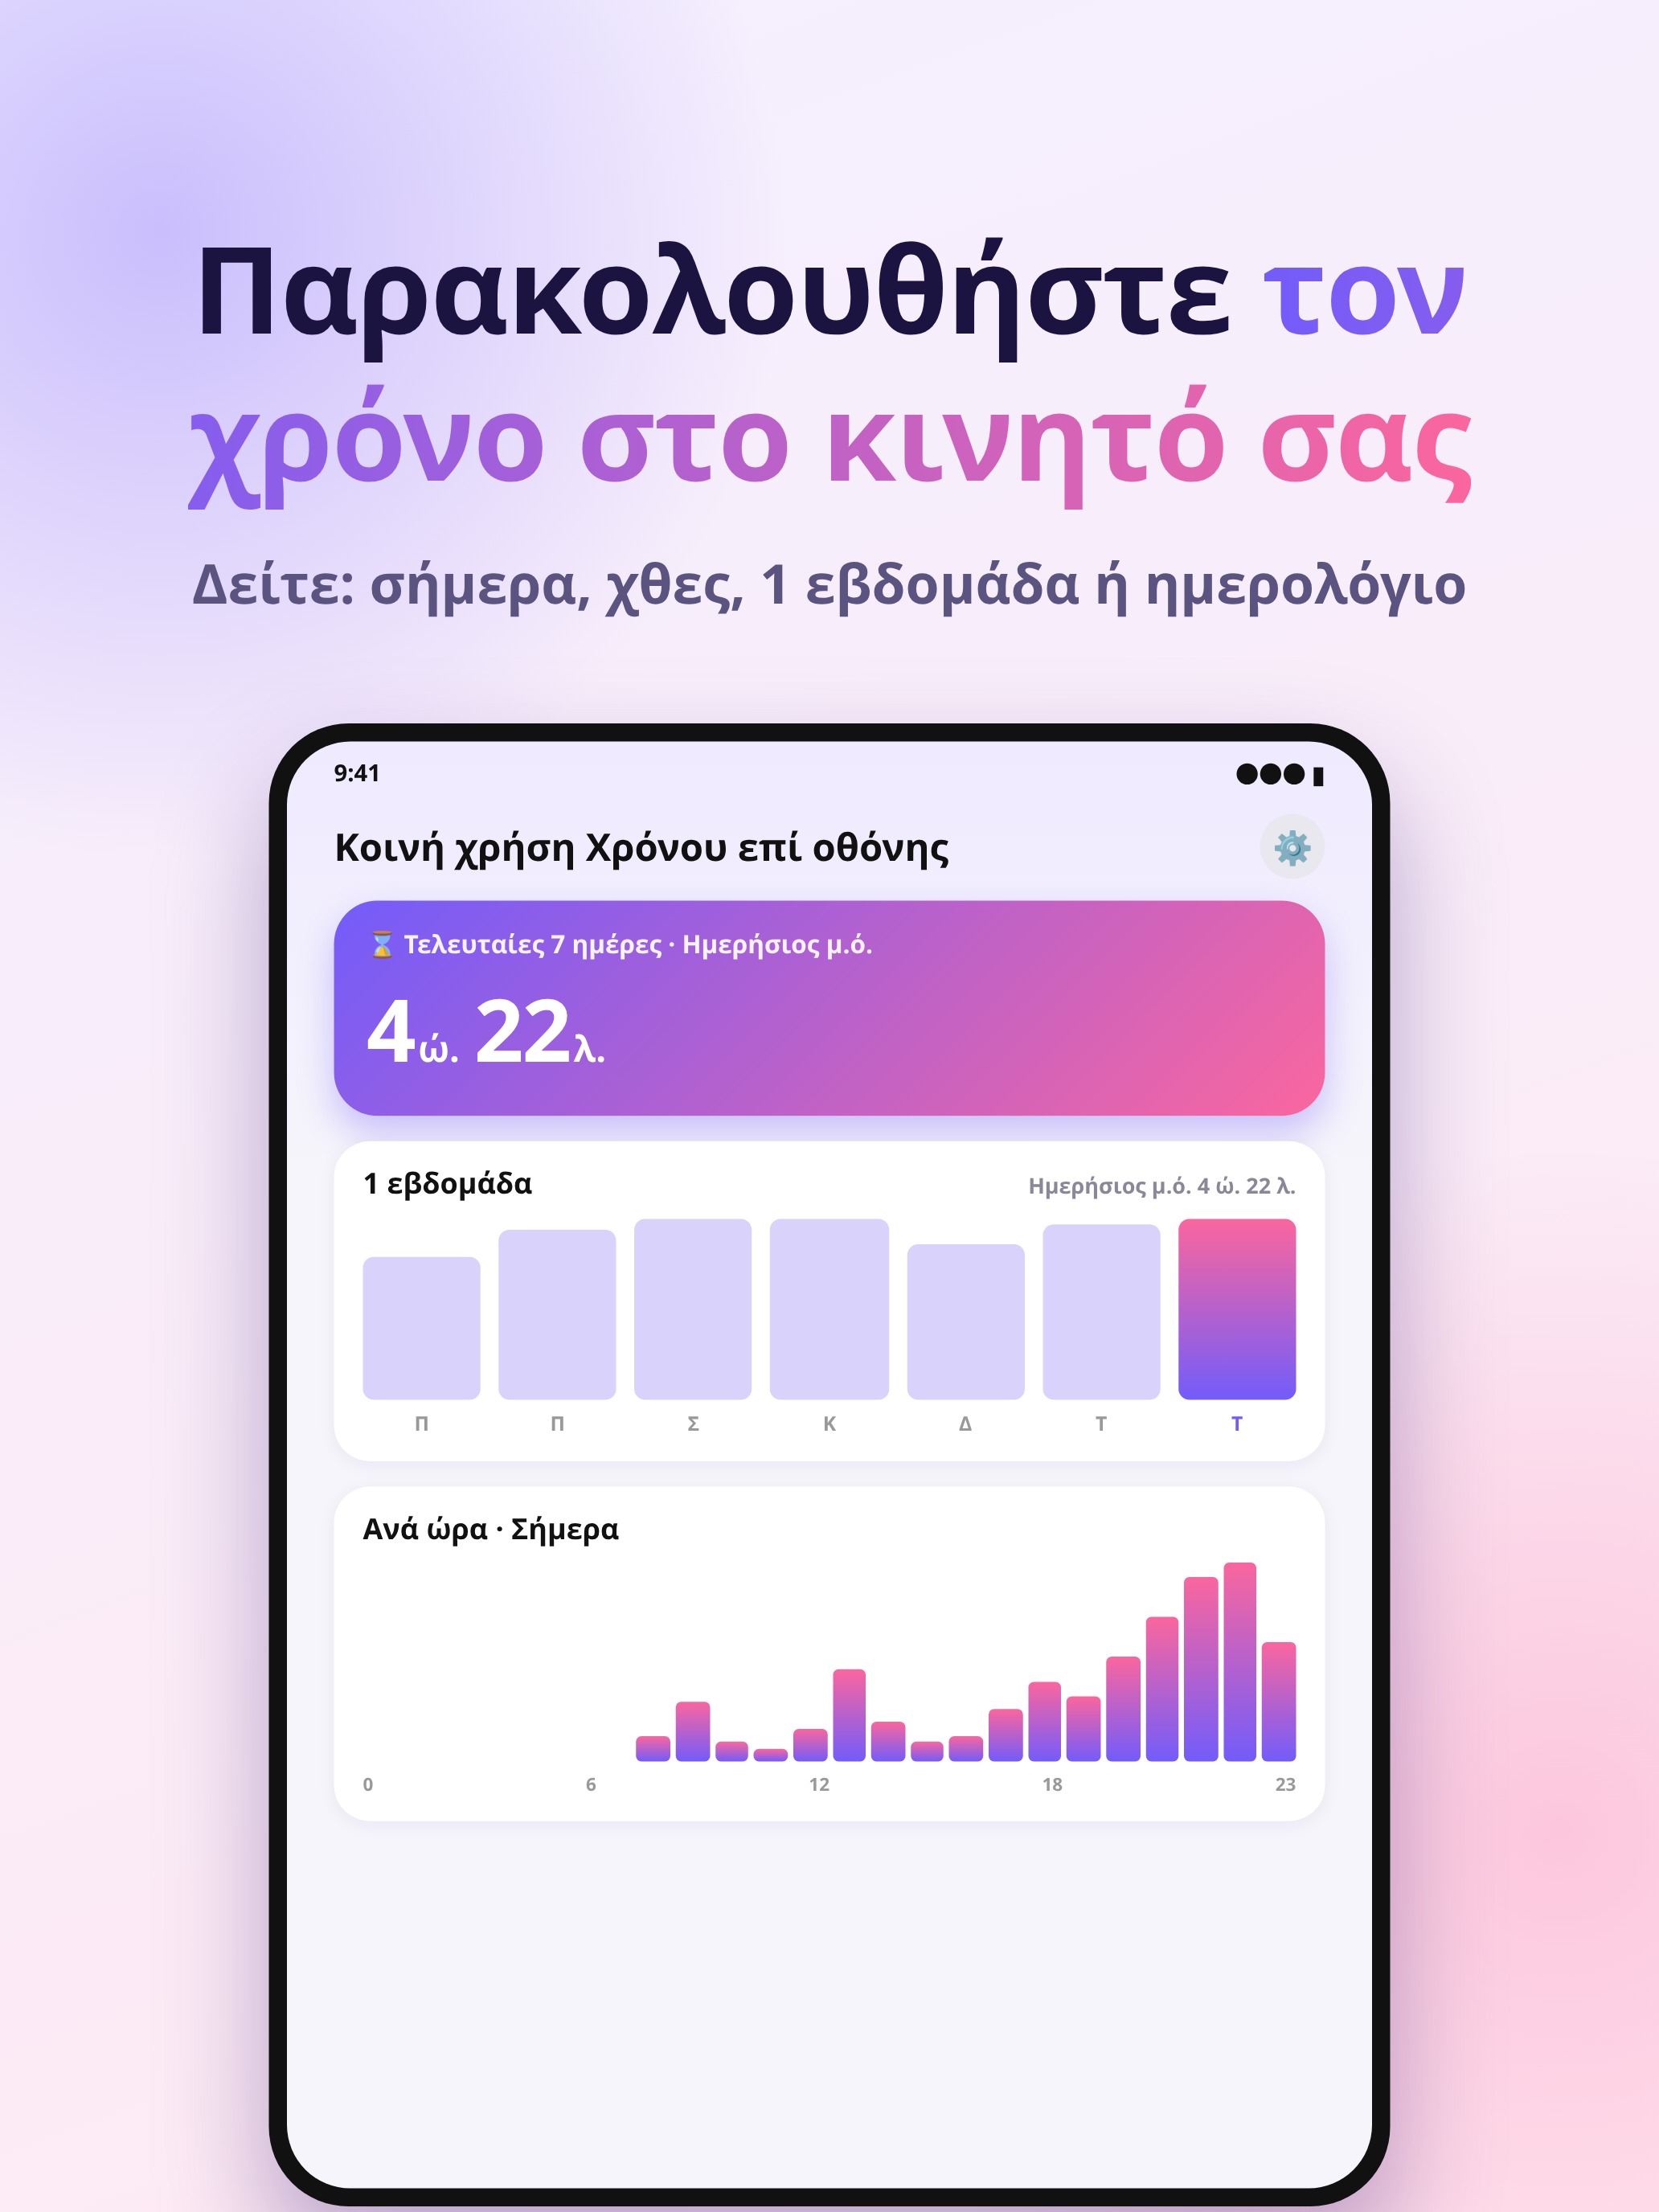 Παρακολουθήστε τον
χρόνο στο κινητό σας
Δείτε: σήμερα, χθες, 1 εβδομάδα ή ημερολόγιο
9:41
Κοινή χρήση Χρόνου επί οθόνης
Τελευταίες 7 ημέρες · Ημερήσιος μ.ό.
4ώ. 22λ.
1 εβδομάδα
Ημερήσιος μ.ό. 4 ώ. 22 λ.
Π Π Σ Κ Δ Τ Τ
Ανά ώρα · Σήμερα
0 6 12 18 23